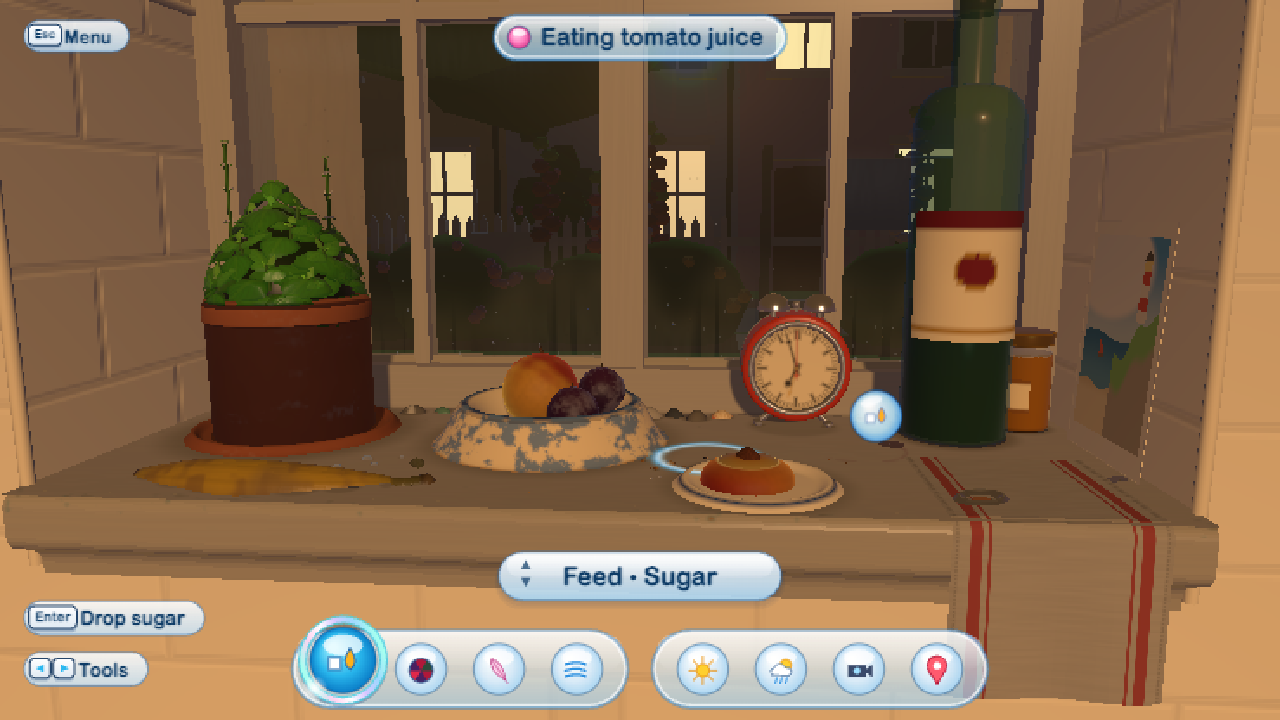 Esc Menu
Eating tomato juice
Feed • Sugar
Enter Drop sugar
Tools